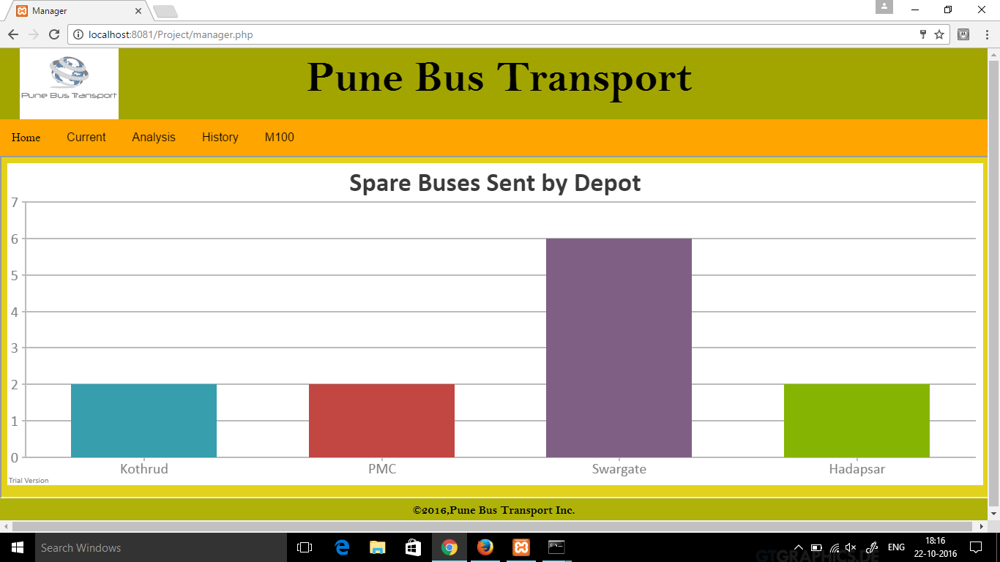 Manager
localhost:8081/Project/manager.php
Pune Bus Transport
Pune Bus Transport
Home Current Analysis History M100
Spare Buses Sent by Depot
7
6
5
4
3
2
1
0
Kothrud PMC Swargate Hadapsar
Trial Version
©2016,Pune Bus Transport Inc.
Search Windows
ENG
18:16
22-10-2016
GTGRAPHICS.DE